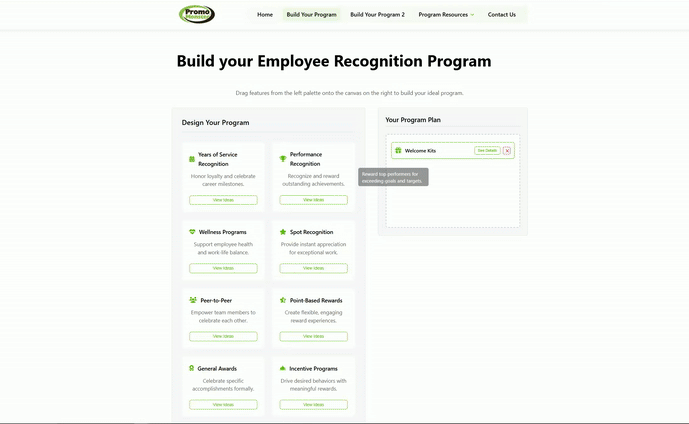 Promo
Monster
Home
Build Your Program
Build Your Program 2
Program Resources
Contact Us
Build your Employee Recognition Program
Drag features from the left palette onto the canvas on the right to build your ideal program.
Design Your Program
Years of Service
Recognition
Honor loyalty and celebrate
career milestones.
View Ideas
Performance
Recognition
Recognize and reward
outstanding achievements.
View Ideas
Wellness Programs
Support employee health
and work-life balance.
View Ideas
Spot Recognition
Provide instant appreciation
for exceptional work.
View Ideas
Peer-to-Peer
Empower team members to
celebrate each other.
View Ideas
Point-Based Rewards
Create flexible, engaging
reward experiences.
View Ideas
General Awards
Celebrate specific
accomplishments formally.
View Ideas
Incentive Programs
Drive desired behaviors with
meaningful rewards.
View Ideas
Your Program Plan
Welcome Kits
See Details
Reward top performers for
exceeding goals and targets.